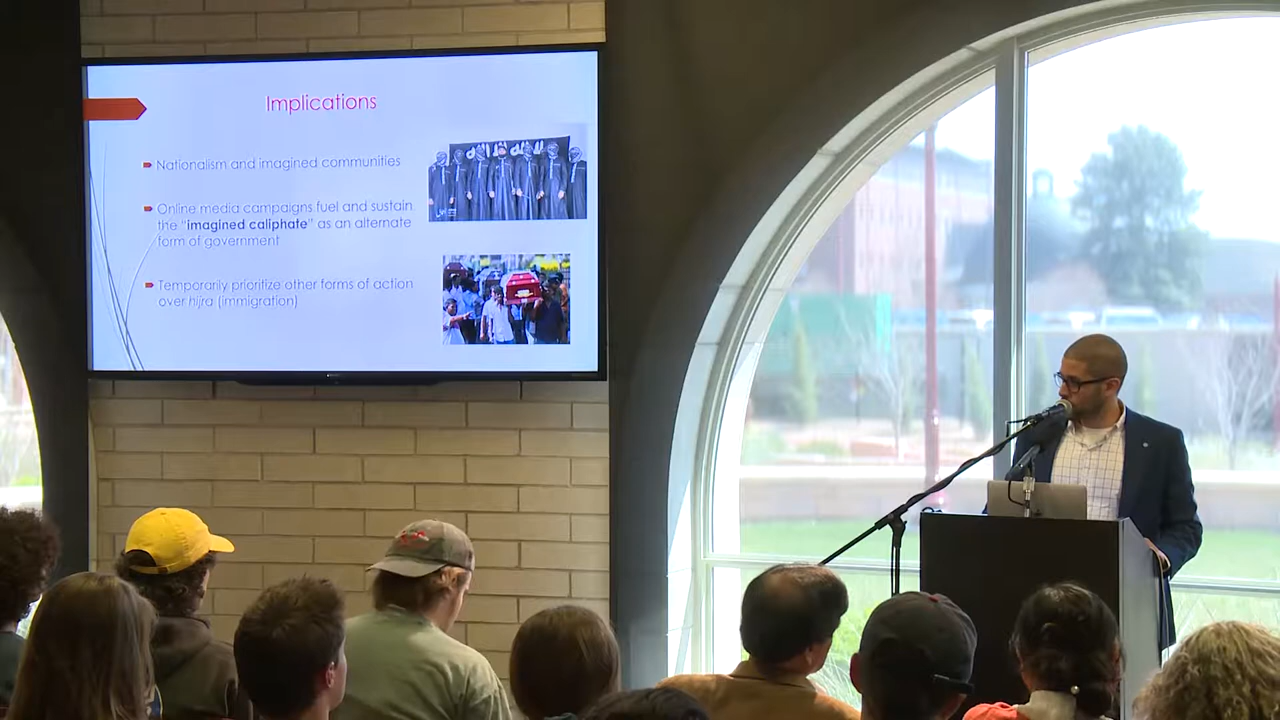 Implications
Nationalism and imagined communities
Online media campaigns fuel and sustain
the "imagined caliphate" as an alternate
form of government
Temporarily prioritize other forms of action
over hijra (immigration)